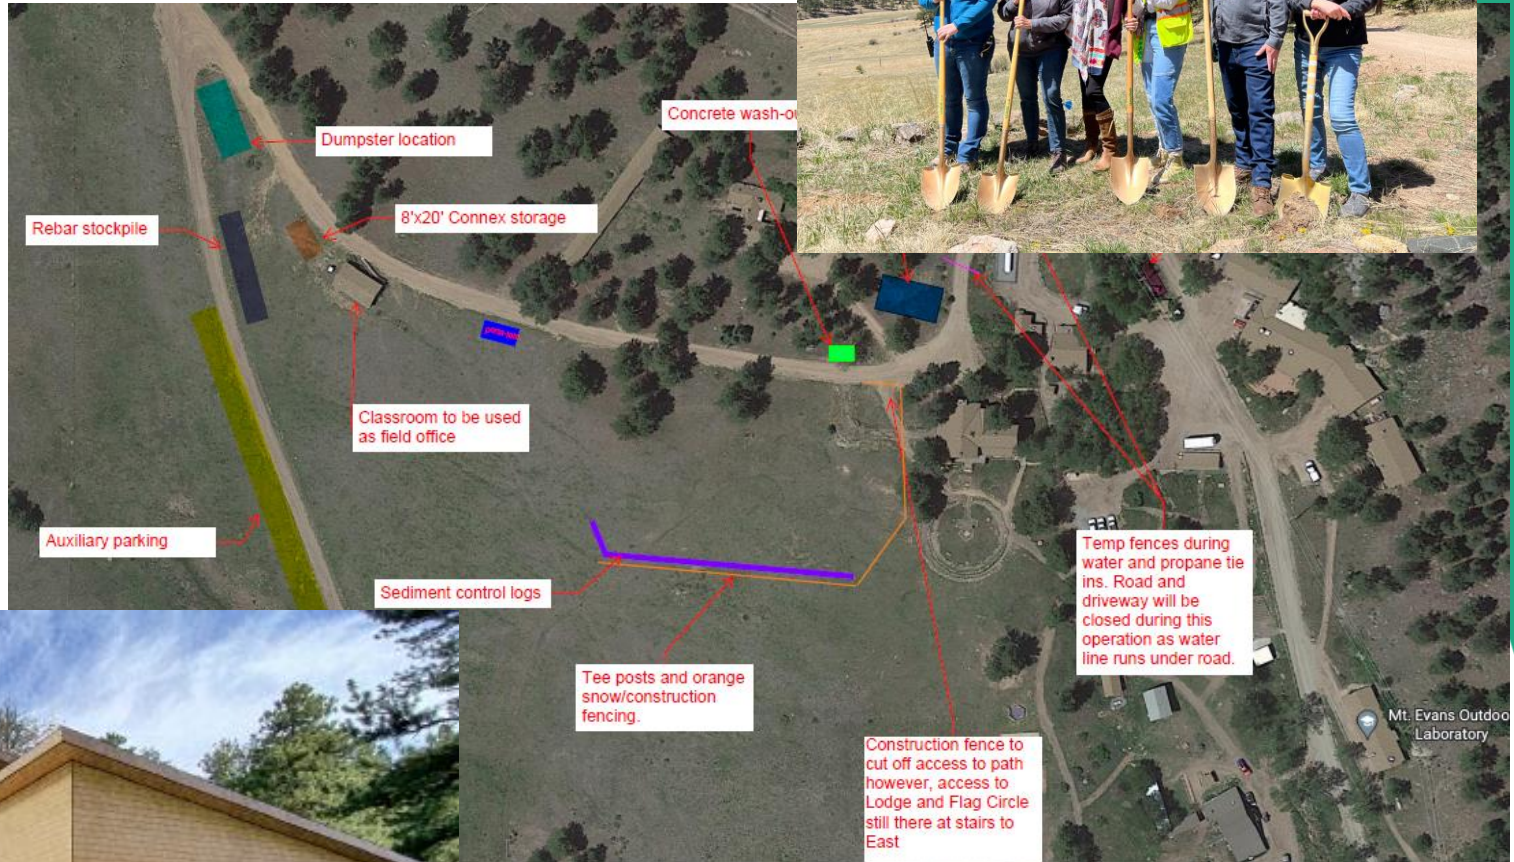 Concrete wash-ou
Dumpster location
8'x20' Connex storage
Rebar stockpile
Classroom to be used
as field office
Auxiliary parking
Sediment control logs
Tee posts and orange
snow/construction
fencing.
Temp fences during
water and propane tie
ins. Road and
driveway will be
closed during this
operation as water
line runs under road.
Mt. Evans Outdoo
Laboratory
Construction fence to
cut off access to path
however, access to
Lodge and Flag Circle
still there at stairs to
East